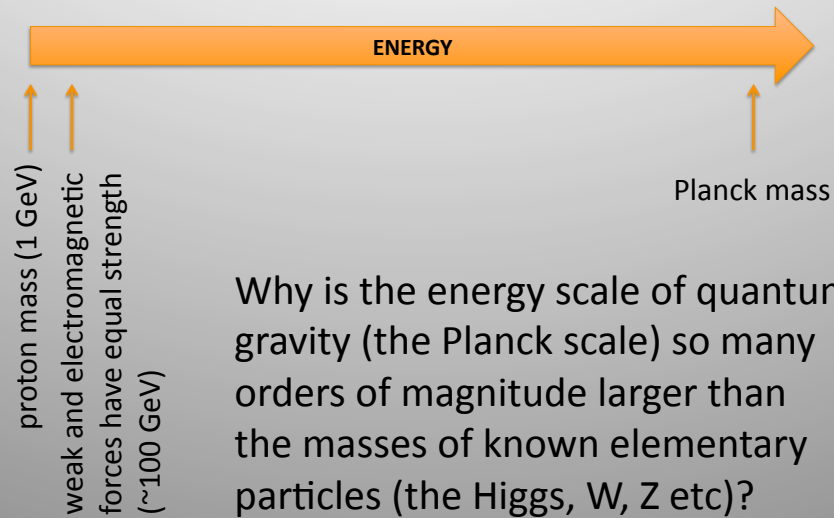 ENERGY
proton mass (1 GeV)
weak and electromagnetic
forces have equal strength
(~100 GeV)
Planck mass
Why is the energy scale of quantum
gravity (the Planck scale) so many
orders of magnitude larger than
the masses of known elementary
particles (the Higgs, W, Z etc)?